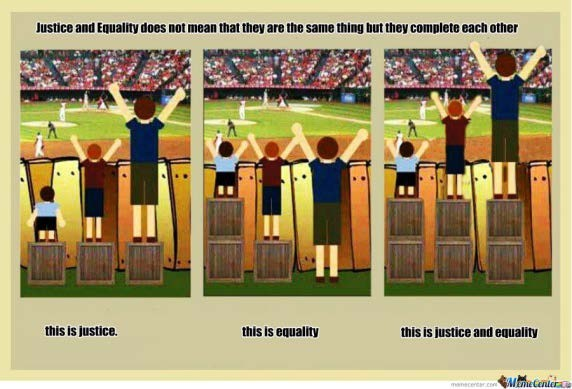 Justice and Equality does not mean that they are the same thing but they complete each other
this is justice.
this is equality
this is justice and equality
memecenter.com
MemeCenter